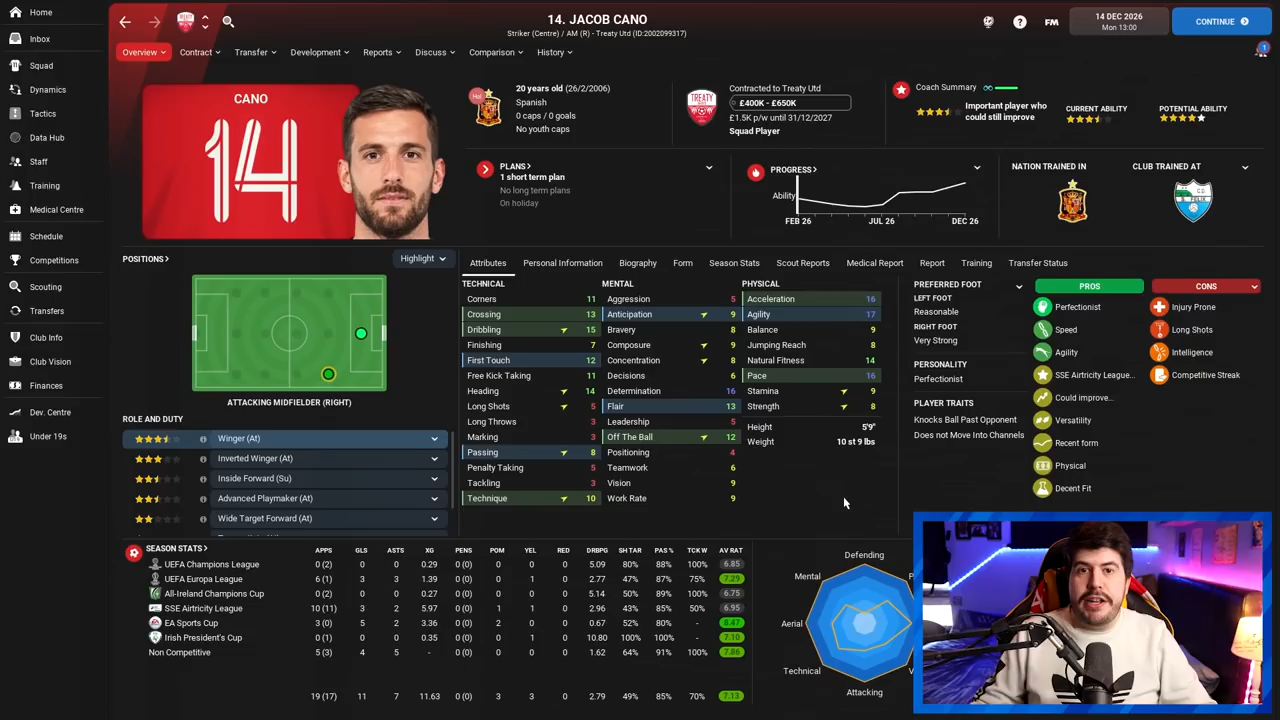 Home
Inbox
Squad
Dynamics
Tactics
Data Hub
Staff
Training
Medical Centre
Schedule
Competitions
Scouting
Transfers
Club Info
Club Vision
Finances
Dev. Centre
Under 19s
14. JACOB CANO
Striker (Centre) / AM (R) - Treaty Utd (ID:2002099317)
FM
14 DEC 2026
Mon 13:00
CONTINUE
Overview
Contract
Transfer
Development
Reports
Discuss
Comparison
History
1
CANO
14
Hol
20 years old (26/2/2006)
Spanish
0 caps / 0 goals
No youth caps
TREATY
Contracted to Treaty Utd
£400K - £650K
£1.5K p/w until 31/12/2027
Squad Player
Coach Summary
Important player who
could still improve
CURRENT ABILITY
POTENTIAL ABILITY
PLANS
1 short term plan
No long term plans
On holiday
PROGRESS
Ability
FEB 26 JUL 26 DEC 26
NATION TRAINED IN
CLUB TRAINED AT
POSITIONS
Highlight
ATTACKING MIDFIELDER (RIGHT)
ROLE AND DUTY
Winger (At)
Inverted Winger (At)
Inside Forward (Su)
Advanced Playmaker (At)
Wide Target Forward (At)
Attributes Personal Information Biography Form Season Stats Scout Reports Medical Report Report Training Transfer Status
TECHNICAL
Corners 11
Crossing 13
Dribbling 15
Finishing 7
First Touch 12
Free Kick Taking 11
Heading 14
Long Shots 5
Long Throws 3
Marking 3
Passing 8
Penalty Taking 5
Tackling 3
Technique 10
MENTAL
Aggression 5
Anticipation 9
Bravery 8
Composure 9
Concentration 8
Decisions 6
Determination 16
Flair 13
Leadership 5
Off The Ball 12
Positioning 4
Teamwork 6
Vision 9
Work Rate 9
PHYSICAL
Acceleration 16
Agility 17
Balance 9
Jumping Reach 8
Natural Fitness 14
Pace 16
Stamina 9
Strength 8
Height 5'9"
Weight 10 st 9 lbs
PREFERRED FOOT
LEFT FOOT
Reasonable
RIGHT FOOT
Very Strong
PERSONALITY
Perfectionist
PLAYER TRAITS
Knocks Ball Past Opponent
Does not Move Into Channels
PROS
Perfectionist
Speed
Agility
SSE Airtricity League...
Could improve...
Versatility
Recent form
Physical
Decent Fit
CONS
Injury Prone
Long Shots
Intelligence
Competitive Streak
SEASON STATS APPS GLS ASTS XG PENS POM YEL RED DRBPG SH TAR PAS % TCK W AV RAT
UEFA Champions League 0 (2) 0 0 0.29 0 (0) 0 0 0 5.09 80% 88% 100% 6.85
UEFA Europa League 6 (1) 3 3 1.39 0 (0) 0 1 0 2.77 47% 87% 75% 7.29
All-Ireland Champions Cup 0 (2) 0 0 0.27 0 (0) 0 0 0 5.14 50% 89% 100% 6.75
SSE Airtricity League 10 (11) 3 2 5.97 0 (0) 1 1 0 2.96 43% 85% 50% 6.95
EA Sports Cup 3 (0) 5 2 3.36 0 (0) 2 0 0 0.67 52% 80% - 8.47
Irish President's Cup 0 (1) 0 0 0.35 0 (0) 0 1 0 10.80 100% 100% - 7.10
Non Competitive 5 (3) 4 5 - 0 (0) 0 0 0 1.62 64% 91% 100% 7.86
19 (17) 11 7 11.63 0 (0) 3 3 0 2.79 49% 85% 70% 7.13
Defending
Mental
Aerial
Technical
Attacking